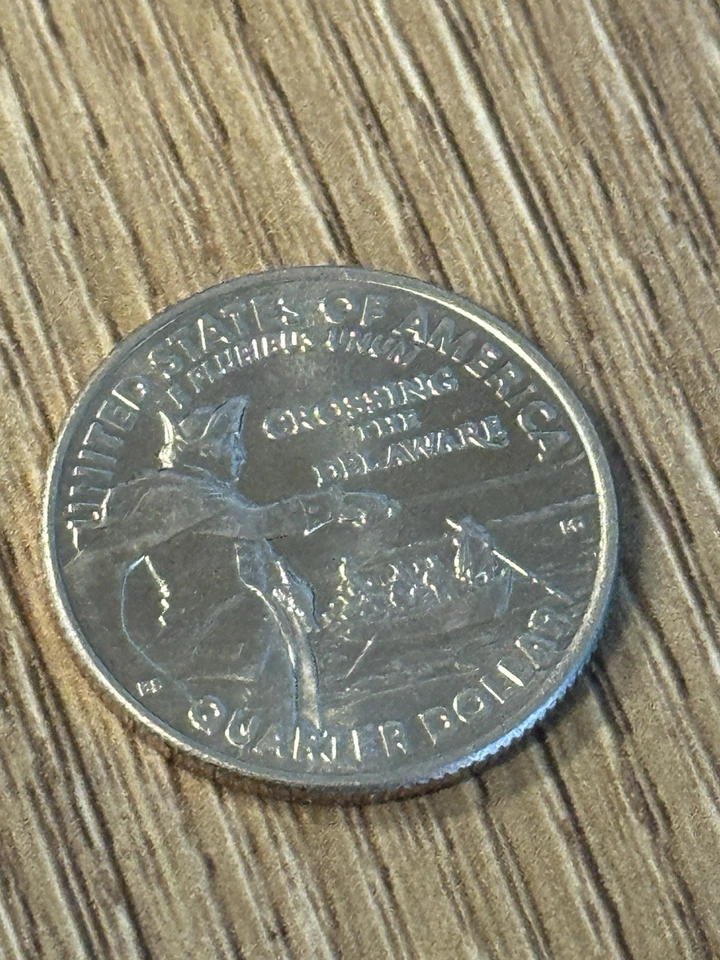 UNITED STATES OF AMERICA
E PLURIBUS UNUM
CROSSING
THE
DELAWARE
QUARTER DOLLAR